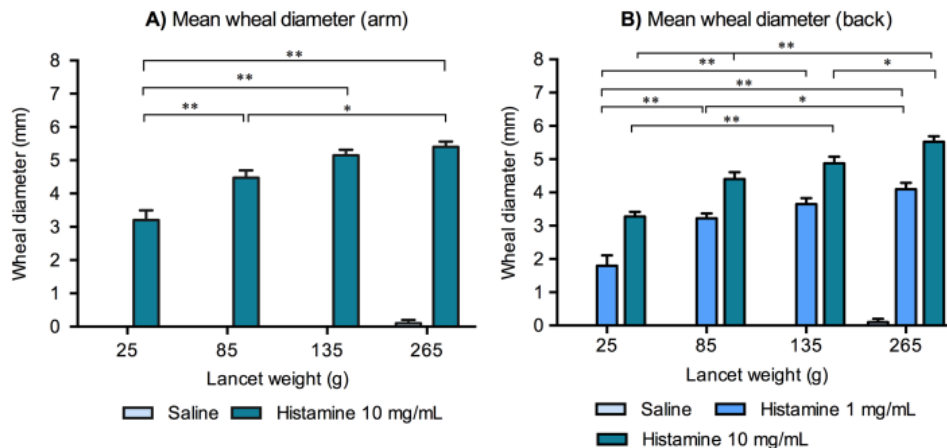 A) Mean wheal diameter (arm)
8
7
6
5
4
3
2
1
0
Wheal diameter (mm)
**
**
**
*
25 85 135 265
Lancet weight (g)
Saline Histamine 10 mg/mL
B) Mean wheal diameter (back)
8
7
6
5
4
3
2
1
0
Wheal diamater (mm)
** **
** *
**
** *
**
25 85 135 265
Lancet weight (g)
Saline Histamine 1 mg/mL
Histamine 10 mg/mL